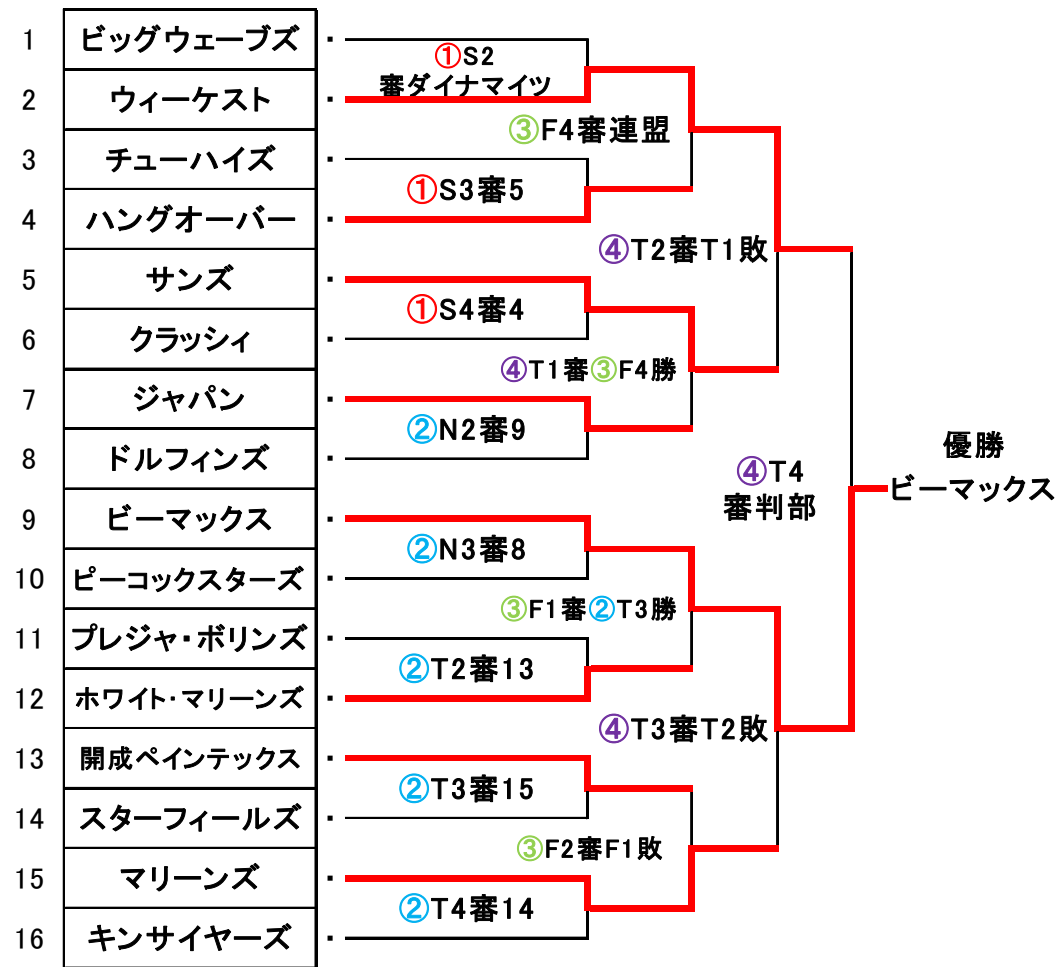 1 ビッグウェーブズ
2 ウィーケスト
3 チューハイズ
4 ハングオーバー
5 サンズ
6 クラッシィ
7 ジャパン
8 ドルフィンズ
9 ビーマックス
10 ピーコックスターズ
11 プレジャ・ボリンズ
12 ホワイト・マリーンズ
13 開成ペインテックス
14 スターフィールズ
15 マリーンズ
16 キンサイヤーズ
①S2
審ダイナマイツ
①S3審5
①S4審4
②N2審9
②N3審8
②T2審13
②T3審15
②T4審14
③F4審連盟
④T1審③F4勝
③F1審②T3勝
③F2審F1敗
④T2審T1敗
④T3審T2敗
④T4
審判部
優勝
ビーマックス